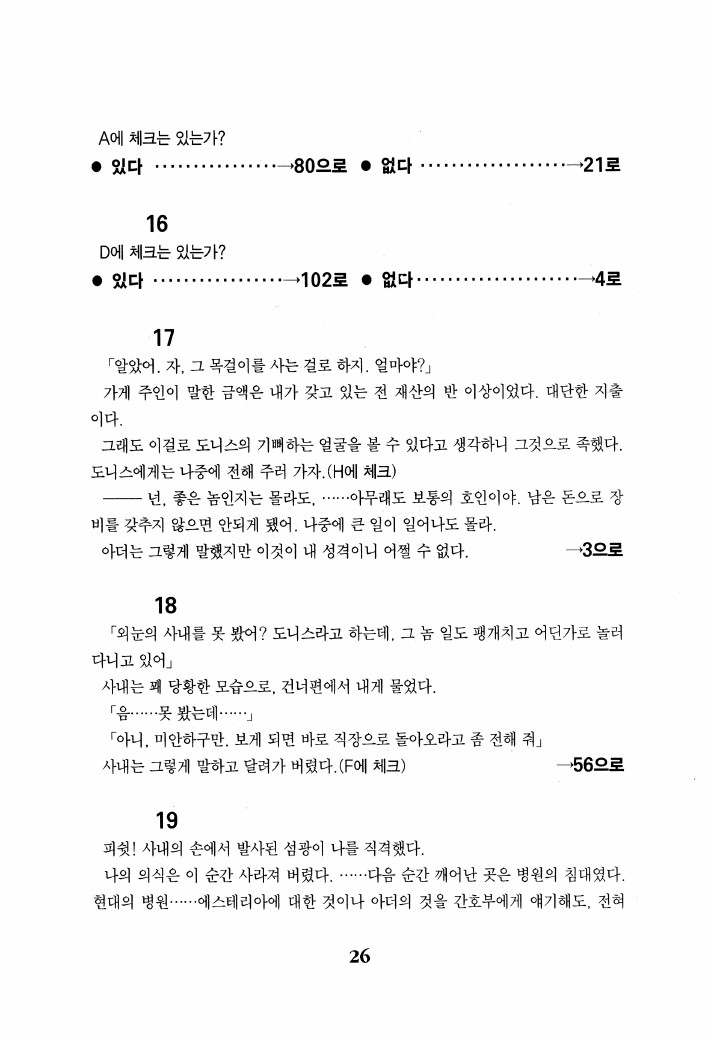 A에 체크는 있는가?
● 있다 ················→80으로 ● 없다 ···················→21로
16
D에 체크는 있는가?
● 있다 ·················→102로 ● 없다·····················→4로
17
「알았어. 자, 그 목걸이를 사는 걸로 하지. 얼마야?」
가게 주인이 말한 금액은 내가 갖고 있는 전 재산의 반 이상이었다. 대단한 지출
이다.
그래도 이걸로 도니스의 기뻐하는 얼굴을 볼 수 있다고 생각하니 그것으로 족했다.
도니스에게는 나중에 전해 주러 가자.(H에 체크)
─── 넌, 좋은 놈인지는 몰라도, ······아무래도 보통의 호인이야. 남은 돈으로 장
비를 갖추지 않으면 안되게 됐어. 나중에 큰 일이 일어나도 몰라.
아더는 그렇게 말했지만 이것이 내 성격이니 어쩔 수 없다. →3으로
18
「외눈의 사내를 못 봤어? 도니스라고 하는데, 그 놈 일도 팽개치고 어딘가로 놀러
다니고 있어」
사내는 꽤 당황한 모습으로, 건너편에서 내게 물었다.
「음······못 봤는데······」
「아니, 미안하구만. 보게 되면 바로 직장으로 돌아오라고 좀 전해 줘」
사내는 그렇게 말하고 달려가 버렸다.(F에 체크) →56으로
19
피쉿! 사내의 손에서 발사된 섬광이 나를 직격했다.
나의 의식은 이 순간 사라져 버렸다. ······다음 순간 깨어난 곳은 병원의 침대였다.
현대의 병원······에스테리아에 대한 것이나 아더의 것을 간호부에게 얘기해도, 전혀
26